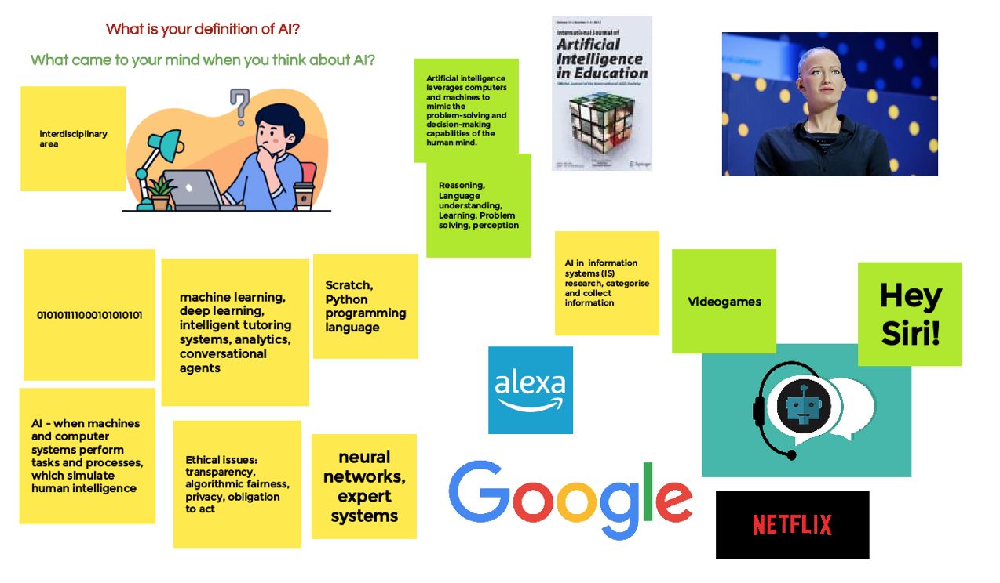 What is your definition of AI?
What came to your mind when you think about AI?
interdisciplinary
area
Artificial intelligence
leverages computers
and machines to
mimic the
problem-solving and
decision-making
capabilities of the
human mind.
Reasoning,
Language
understanding,
Learning, Problem
solving, perception
International Journal of
Artificial
Intelligence
in Education
Springer
DEVELOPMENT
010101111000101010101
machine learning,
deep learning,
intelligent tutoring
systems, analytics,
conversational
agents
Scratch,
Python
programming
language
AI in information
systems (IS)
research, categorise
and collect
information
Videogames
Hey
Siri!
alexa
AI - when machines
and computer
systems perform
tasks and processes,
which simulate
human intelligence
Ethical issues:
transparency,
algorithmic fairness,
privacy, obligation
to act
neural
networks,
expert
systems
Google
NETFLIX